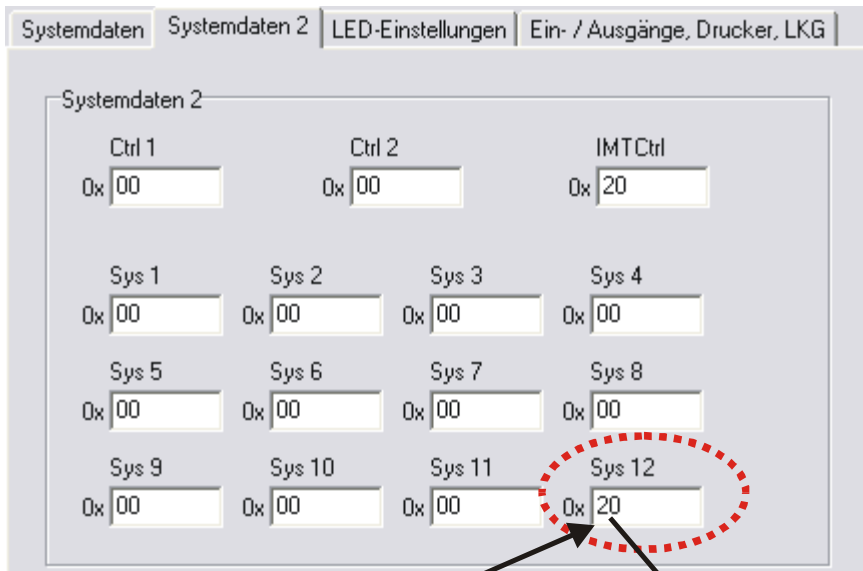 Systemdaten Systemdaten 2 LED-Einstellungen Ein- / Ausgänge, Drucker, LKG
Systemdaten 2
Ctrl 1 Ctrl 2 IMTCtrl
0x 00 0x 00 0x 20
Sys 1 Sys 2 Sys 3 Sys 4
0x 00 0x 00 0x 00 0x 00
Sys 5 Sys 6 Sys 7 Sys 8
0x 00 0x 00 0x 00 0x 00
Sys 9 Sys 10 Sys 11 Sys 12
0x 00 0x 00 0x 00 0x 20